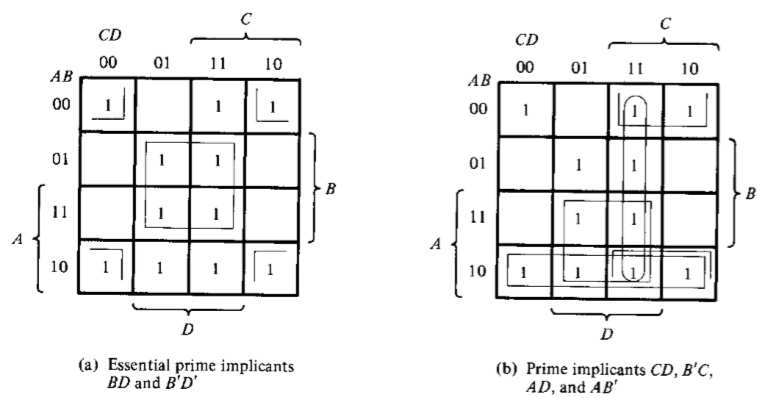 C
CD
00 01 11 10
AB
00 1 1 1
01 1 1
B
11 1 1
A
10 1 1 1 1
D
(a) Essential prime implicants
BD and B'D'
C
CD
00 01 11 10
AB
00 1 1 1
01 1 1
B
11 1 1
A
10 1 1 1 1
D
(b) Prime implicants CD, B'C,
AD, and AB'